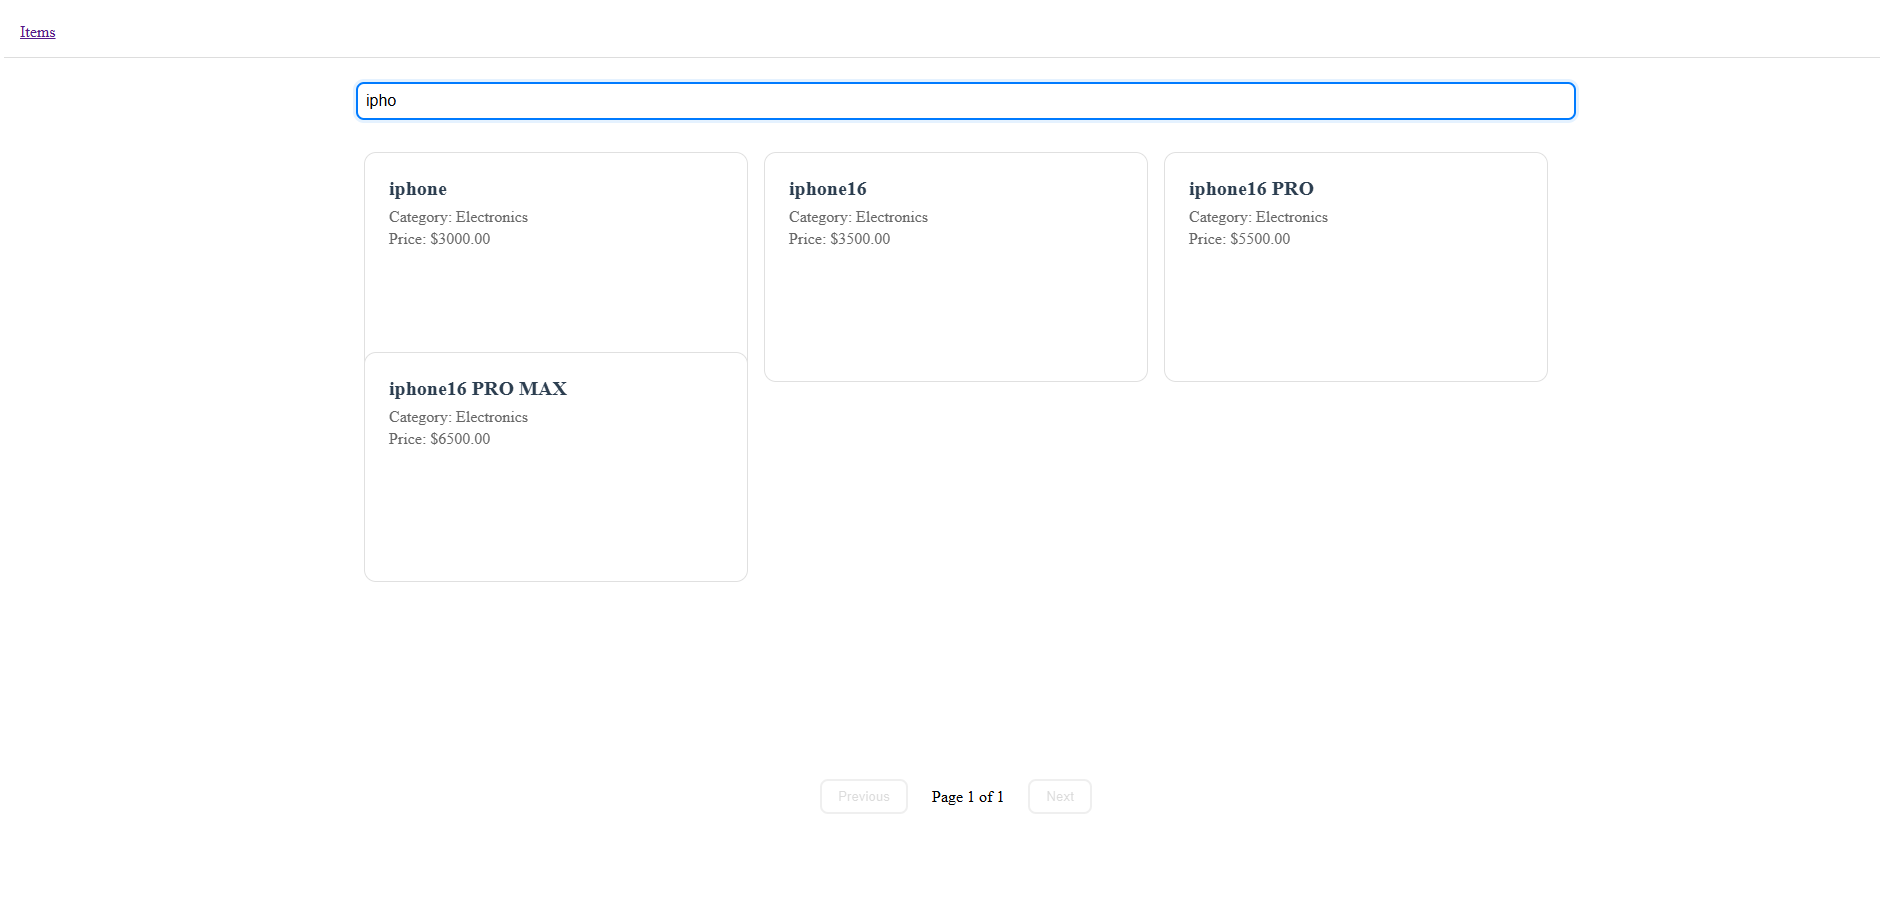 Items
ipho
iphone
Category: Electronics
Price: $3000.00
iphone16
Category: Electronics
Price: $3500.00
iphone16 PRO
Category: Electronics
Price: $5500.00
iphone16 PRO MAX
Category: Electronics
Price: $6500.00
Previous
Page 1 of 1
Next